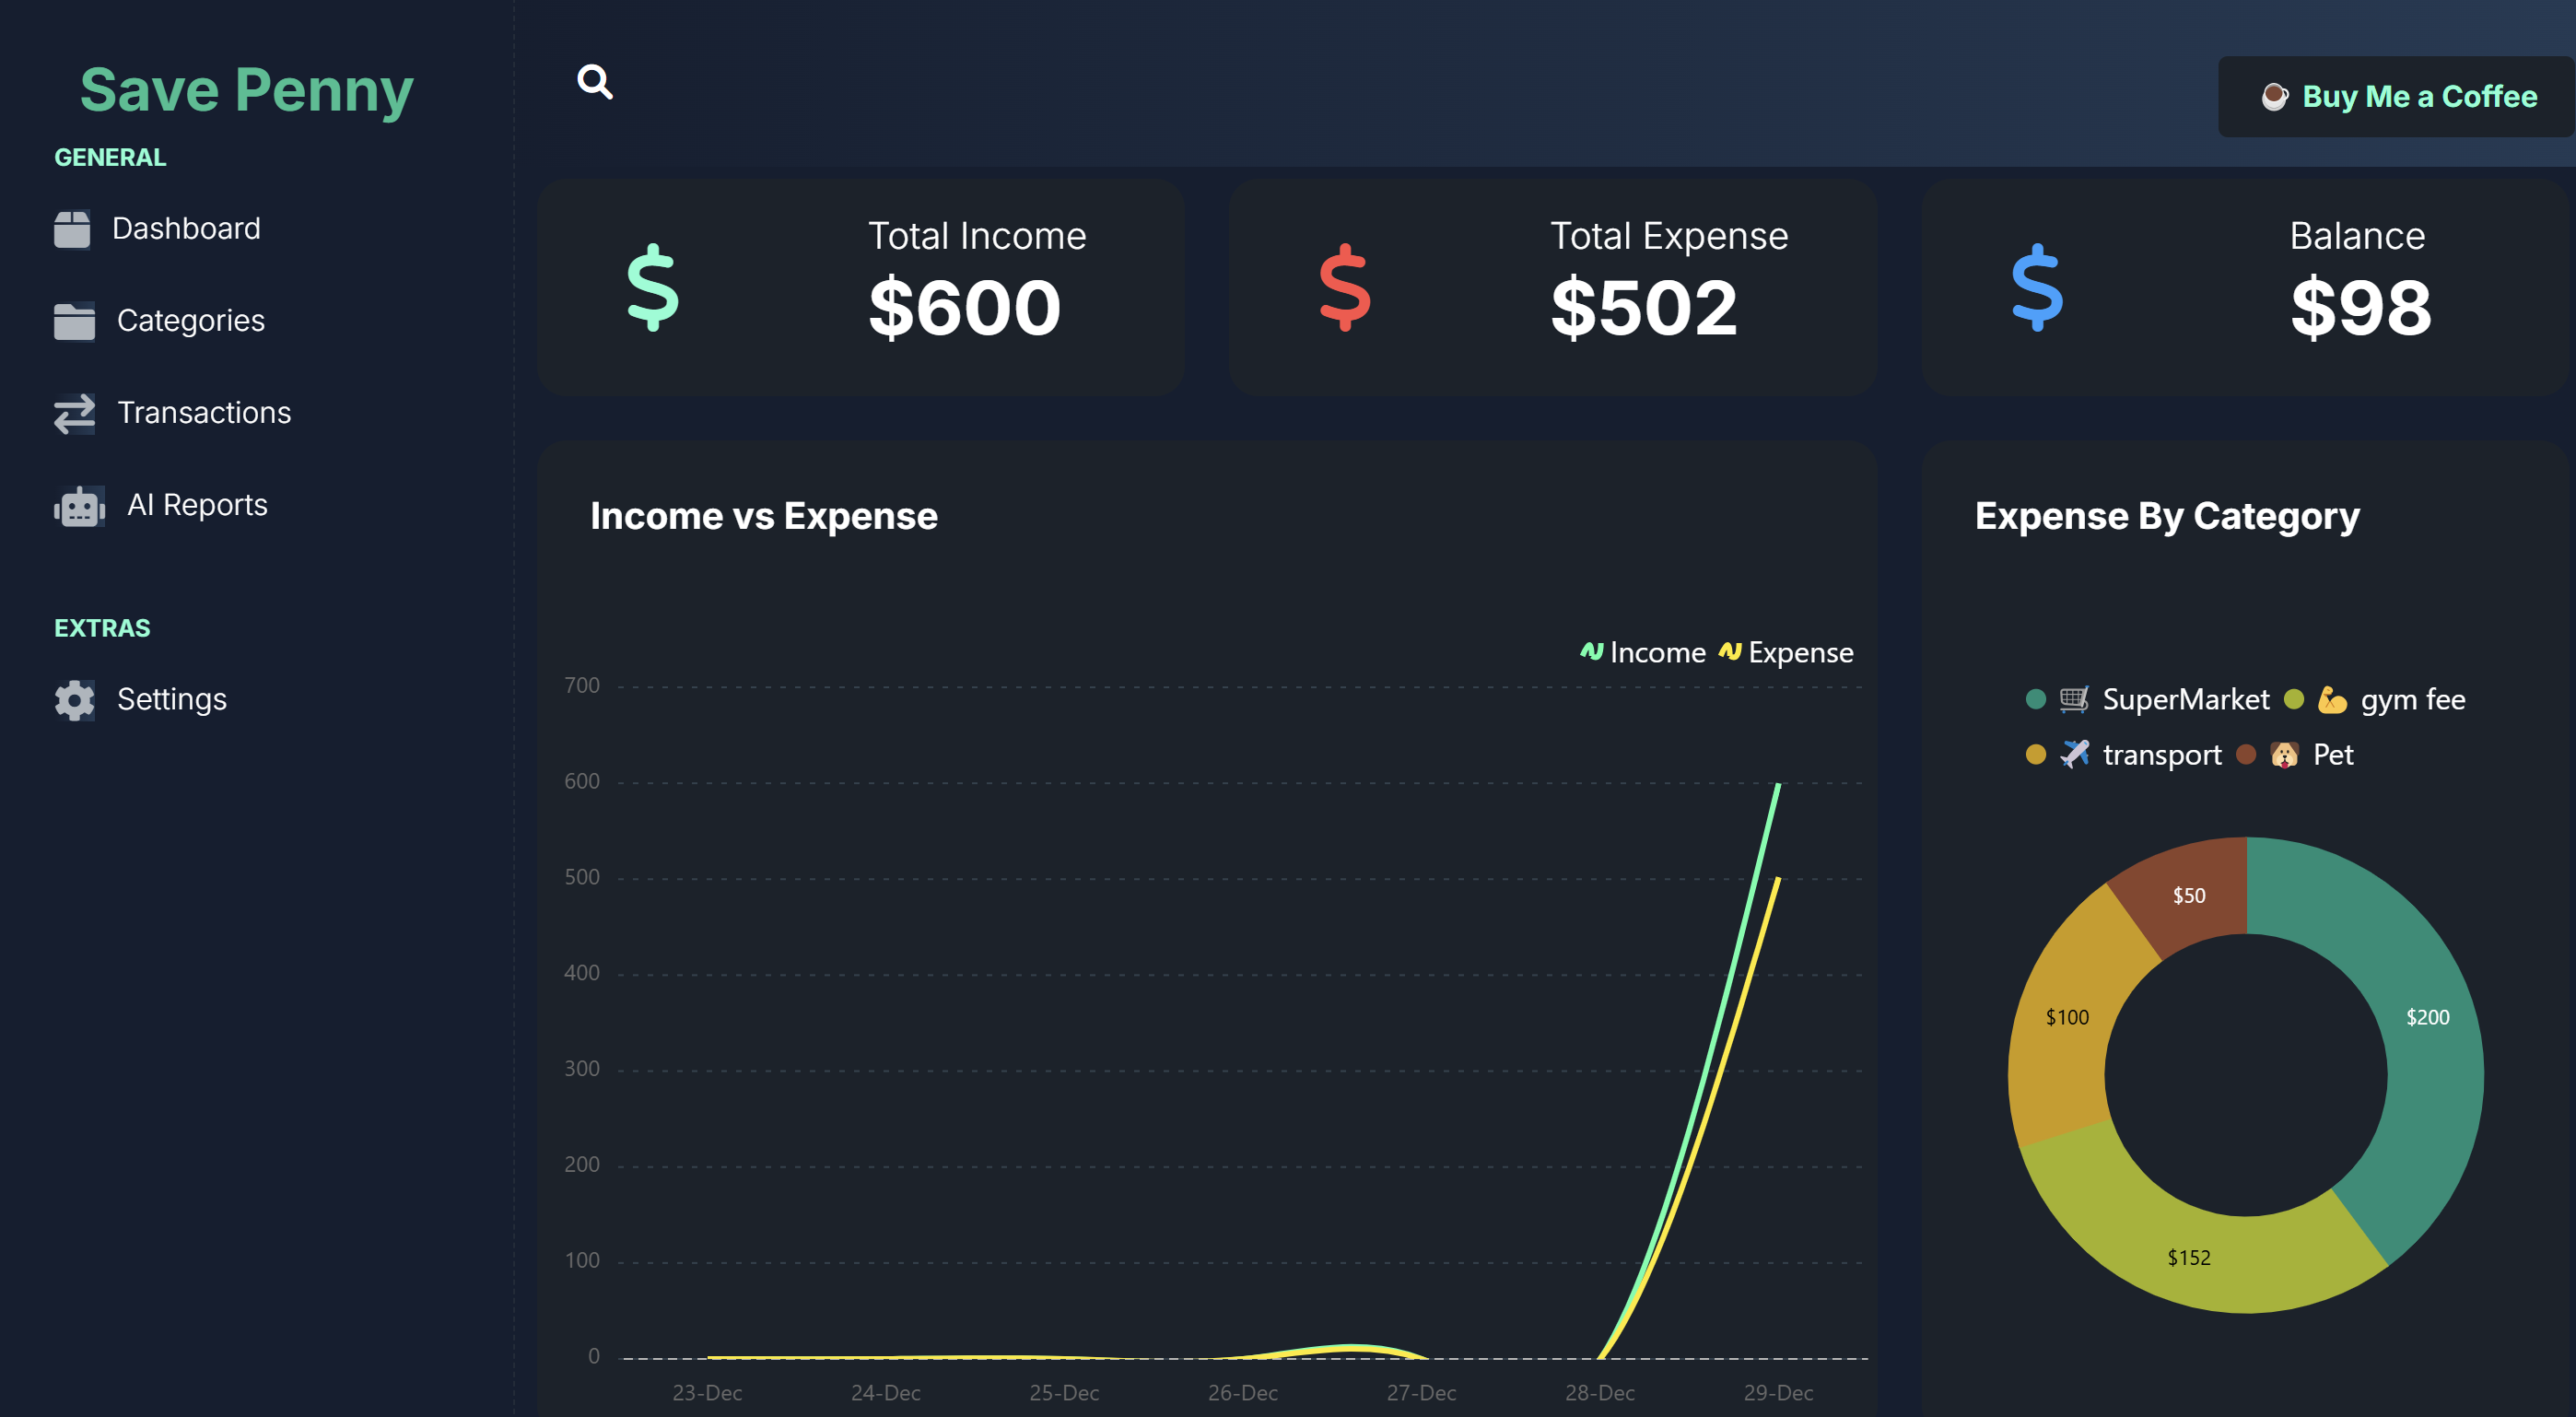 Save Penny
Buy Me a Coffee
GENERAL
Dashboard
Categories
Transactions
AI Reports
EXTRAS
Settings
Total Income
$600
Total Expense
$502
Balance
$98
Income vs Expense
Income Expense
700
600
500
400
300
200
100
0
23-Dec 24-Dec 25-Dec 26-Dec 27-Dec 28-Dec 29-Dec
Expense By Category
SuperMarket gym fee
transport Pet
$50
$200
$100
$152